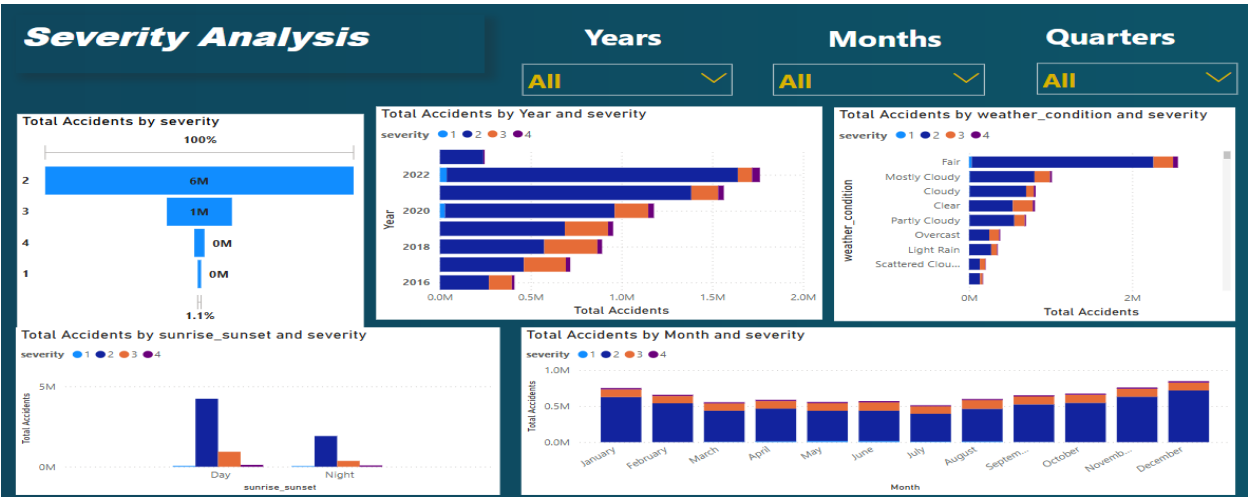 Severity Analysis
Years
Months
Quarters
All
All
All
Total Accidents by severity
100%
2
6M
3
1M
4
0M
1
0M
1.1%
Total Accidents by Year and severity
severity 1 2 3 4
Year
2022
2020
2018
2016
0.0M 0.5M 1.0M 1.5M 2.0M
Total Accidents
Total Accidents by weather_condition and severity
severity 1 2 3 4
weather_condition
Fair
Mostly Cloudy
Cloudy
Clear
Partly Cloudy
Overcast
Light Rain
Scattered Clou...
0M 2M
Total Accidents
Total Accidents by sunrise_sunset and severity
severity 1 2 3 4
Total Accidents
5M
0M
Day Night
sunrise_sunset
Total Accidents by Month and severity
severity 1 2 3 4
Total Accidents
1.0M
0.5M
0.0M
January February March April May June July August Septem... October Novemb... December
Month